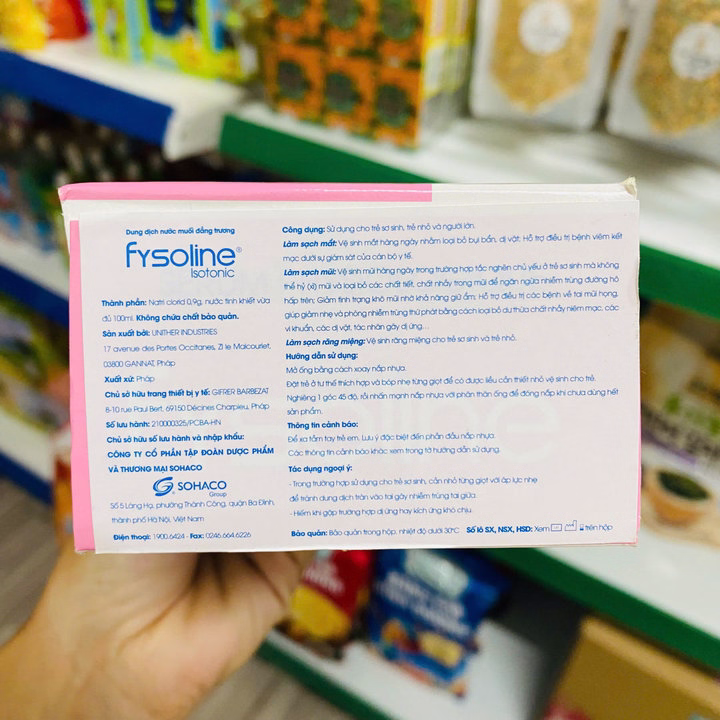 Dung dịch nước muối đẳng trương
fysoline®
Isotonic
Thành phần: Natri clorid 0,9g, nước tinh khiết vừa
đủ 100ml. Không chứa chất bảo quản.
Sản xuất bởi: UNITHER INDUSTRIES
17 avenue des Portes Occitanes, ZI le Malcourlet,
03800 GANNAT, Pháp
Xuất xứ: Pháp
Chủ sở hữu trang thiết bị y tế: GIFRER BARBEZAT
8-10 rue Paul Bert, 69150 Décines Charpieu, Pháp
Số lưu hành: 210000325/PCBA-HN
Chủ sở hữu số lưu hành và nhập khẩu:
CÔNG TY CỔ PHẦN TẬP ĐOÀN DƯỢC PHẨM
VÀ THƯƠNG MẠI SOHACO
SOHACO
Group
Số 5 Láng Hạ, phường Thành Công, quận Ba Đình,
thành phố Hà Nội, Việt Nam
Điện thoại: 1900.6424 - Fax: 0246.664.6226
Công dụng: Sử dụng cho trẻ sơ sinh, trẻ nhỏ và người lớn.
Làm sạch mắt: Vệ sinh mắt hàng ngày nhằm loại bỏ bụi bẩn, dị vật; Hỗ trợ điều trị bệnh viêm kết
mạc dưới sự giám sát của cán bộ y tế.
Làm sạch mũi: Vệ sinh mũi hàng ngày trong trường hợp tắc nghẽn chủ yếu ở trẻ sơ sinh mà không
thể hỷ (xì) mũi và loại bỏ các chất tiết, chất nhầy trong mũi để ngăn ngừa nhiễm trùng đường hô
hấp trên; Giảm tình trạng khô mũi nhờ khả năng giữ ẩm; Hỗ trợ điều trị các bệnh về tai mũi họng,
giúp giảm nhẹ và phòng nhiễm trùng thứ phát bằng cách loại bỏ dư thừa chất nhầy niêm mạc, các
vi khuẩn, các dị vật, tác nhân gây dị ứng...
Làm sạch răng miệng: Vệ sinh răng miệng cho trẻ sơ sinh và trẻ nhỏ.
Hướng dẫn sử dụng:
Mở ống bằng cách xoay nắp nhựa.
Đặt trẻ ở tư thế thích hợp và bóp nhẹ từng giọt để có được liều cần thiết nhỏ vệ sinh cho trẻ.
Nghiêng 1 góc 45 độ, rồi nhấn mạnh nắp nhựa với phần thân ống để đóng nắp khi chưa dùng hết
sản phẩm.
Thông tin cảnh báo:
Để xa tầm tay trẻ em. Lưu ý đặc biệt đến phần đầu nắp nhựa.
Các thông tin cảnh báo khác xem trong tờ hướng dẫn sử dụng.
Tác dụng ngoại ý:
- Trong trường hợp sử dụng cho trẻ sơ sinh, cần nhỏ từng giọt với áp lực nhẹ
để tránh dung dịch tràn vào tai gây nhiễm trùng tai giữa.
- Hiếm khi gặp trường hợp dị ứng hay kích ứng khó chịu.
Bảo quản: Bảo quản trong hộp, nhiệt độ dưới 30°C Số lô SX, NSX, HSD: Xem trên hộp